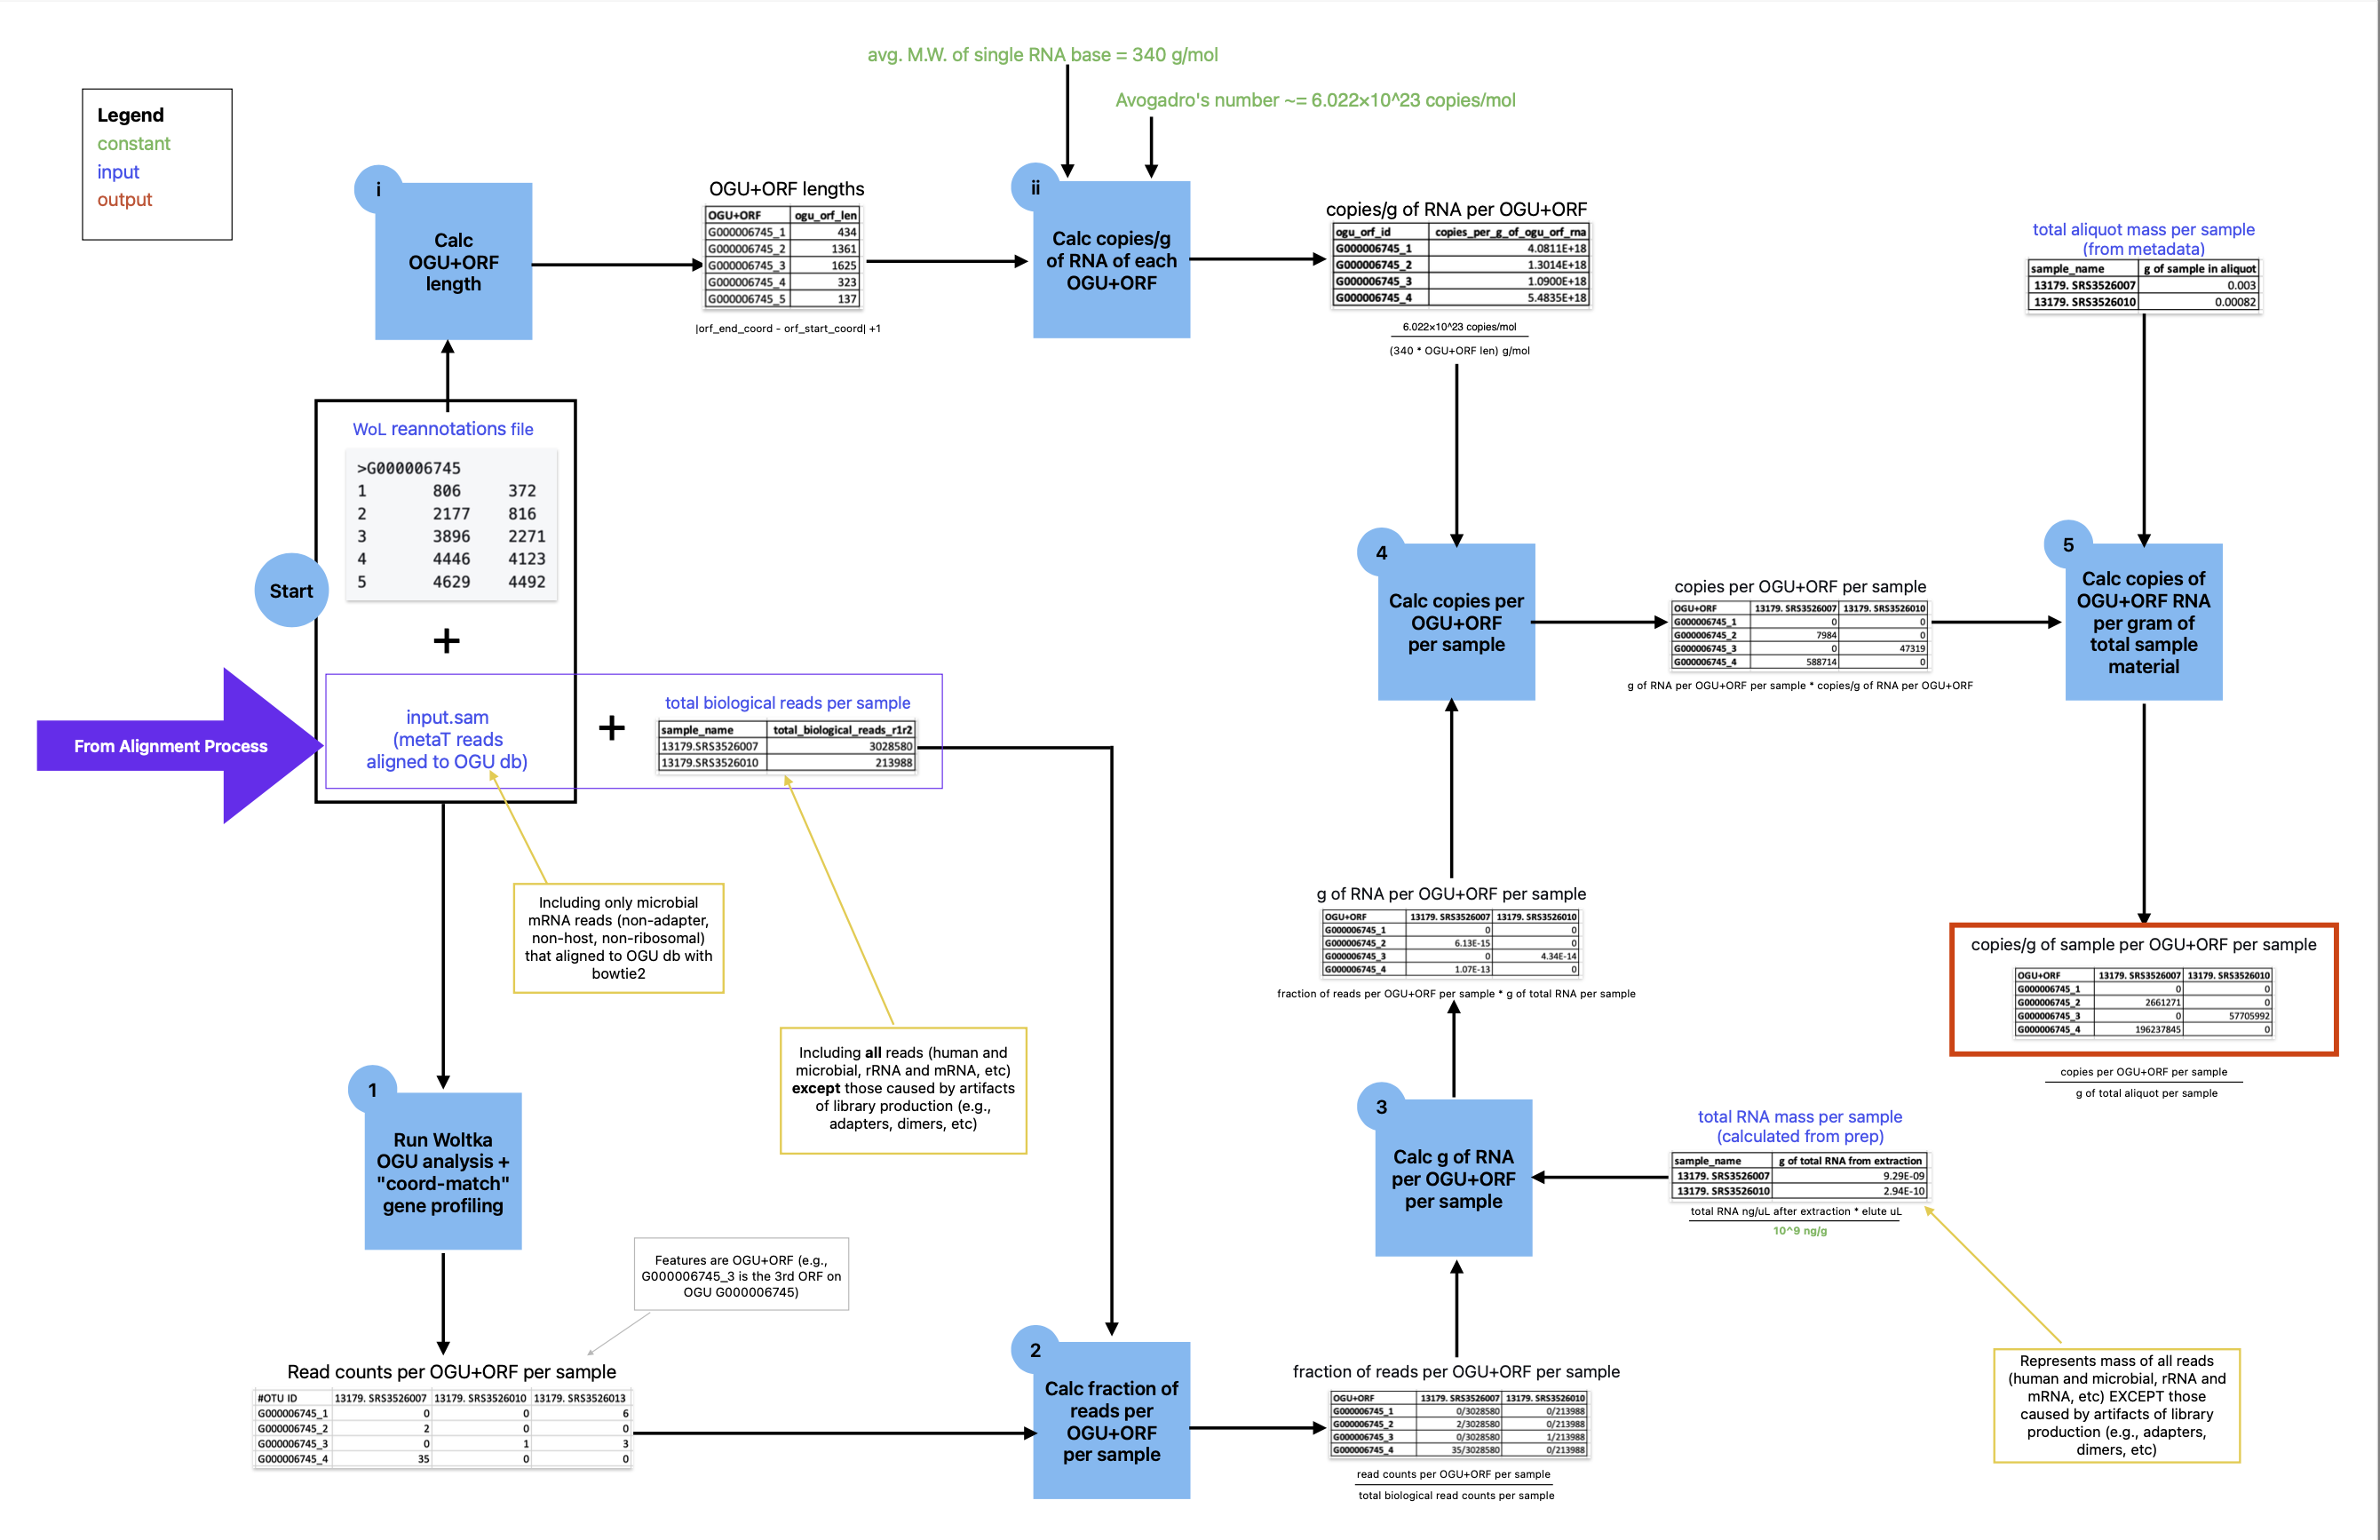 avg. M.W. of single RNA base = 340 g/mol
Avogadro's number ~= 6.022×10^23 copies/mol
Legend
constant
input
output
i
Calc
OGU+ORF
length
OGU+ORF lengths
OGU+ORF ogu_orf_len
G000006745_1 434
G000006745_2 1361
G000006745_3 1625
G000006745_4 323
G000006745_5 137
|orf_end_coord - orf_start_coord| +1
ii
Calc copies/g
of RNA of each
OGU+ORF
copies/g of RNA per OGU+ORF
ogu_orf_id copies_per_g_of_ogu_orf_rna
G000006745_1 4.0811E+18
G000006745_2 1.3014E+18
G000006745_3 1.0900E+18
G000006745_4 5.4835E+18
6.022×10^23 copies/mol
(340 * OGU+ORF len) g/mol
total aliquot mass per sample
(from metadata)
sample_name g of sample in aliquot
13179. SRS3526007 0.003
13179. SRS3526010 0.00082
Start
WoL reannotations file
>G000006745
1 806 372
2 2177 816
3 3896 2271
4 4446 4123
5 4629 4492
+
From Alignment Process
input.sam
(metaT reads
aligned to OGU db)
+
total biological reads per sample
sample_name total_biological_reads_r1r2
13179.SRS3526007 3028580
13179.SRS3526010 213988
Including only microbial
mRNA reads (non-adapter,
non-host, non-ribosomal)
that aligned to OGU db with
bowtie2
Including all reads (human and
microbial, rRNA and mRNA, etc)
except those caused by artifacts
of library production (e.g.,
adapters, dimers, etc)
1
Run Woltka
OGU analysis +
"coord-match"
gene profiling
Features are OGU+ORF (e.g.,
G000006745_3 is the 3rd ORF on
OGU G000006745)
Read counts per OGU+ORF per sample
#OTU ID 13179. SRS3526007 13179. SRS3526010 13179. SRS3526013
G000006745_1 0 0 6
G000006745_2 2 0 0
G000006745_3 0 1 3
G000006745_4 35 0 0
2
Calc fraction of
reads per
OGU+ORF
per sample
fraction of reads per OGU+ORF per sample
OGU+ORF 13179. SRS3526007 13179. SRS3526010
G000006745_1 0/3028580 0/213988
G000006745_2 2/3028580 0/213988
G000006745_3 0/3028580 1/213988
G000006745_4 35/3028580 0/213988
read counts per OGU+ORF per sample
total biological read counts per sample
3
Calc g of RNA
per OGU+ORF
per sample
total RNA mass per sample
(calculated from prep)
sample_name g of total RNA from extraction
13179. SRS3526007 9.29E-09
13179. SRS3526010 2.94E-10
total RNA ng/uL after extraction * elute uL
10^9 ng/g
Represents mass of all reads
(human and microbial, rRNA and
mRNA, etc) EXCEPT those
caused by artifacts of library
production (e.g., adapters,
dimers, etc)
g of RNA per OGU+ORF per sample
OGU+ORF 13179. SRS3526007 13179. SRS3526010
G000006745_1 0 0
G000006745_2 6.13E-15 0
G000006745_3 0 4.34E-14
G000006745_4 1.07E-13 0
fraction of reads per OGU+ORF per sample * g of total RNA per sample
4
Calc copies per
OGU+ORF
per sample
copies per OGU+ORF per sample
OGU+ORF 13179. SRS3526007 13179. SRS3526010
G000006745_1 0 0
G000006745_2 7984 0
G000006745_3 0 47319
G000006745_4 588714 0
g of RNA per OGU+ORF per sample * copies/g of RNA per OGU+ORF
5
Calc copies of
OGU+ORF RNA
per gram of
total sample
material
copies/g of sample per OGU+ORF per sample
OGU+ORF 13179. SRS3526007 13179. SRS3526010
G000006745_1 0 0
G000006745_2 2661271 0
G000006745_3 0 57705992
G000006745_4 196237845 0
copies per OGU+ORF per sample
g of total aliquot per sample